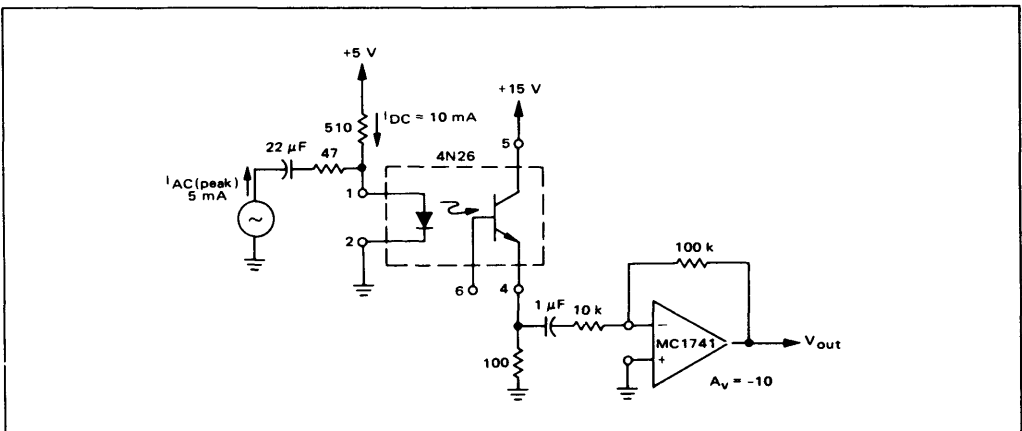 +5 V
+15 V
510
I_DC ≈ 10 mA
22 μF
47
4N26
5
I_AC(peak)
5 mA
1
2
6
4
1 μF
10 k
100 k
100
−
MC1741
+
V_out
A_v = -10
~